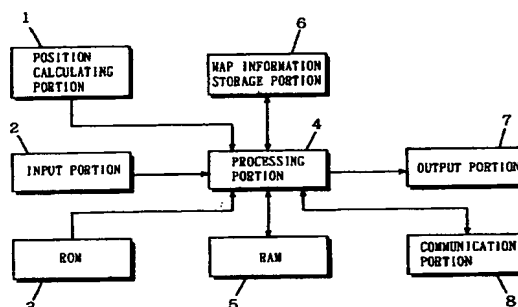 1
POSITION
CALCULATING
PORTION
6
MAP INFORMATION
STORAGE PORTION
2
INPUT PORTION
4
PROCESSING
PORTION
7
OUTPUT PORTION
ROM
3
RAM
5
COMMUNICATION
PORTION
8